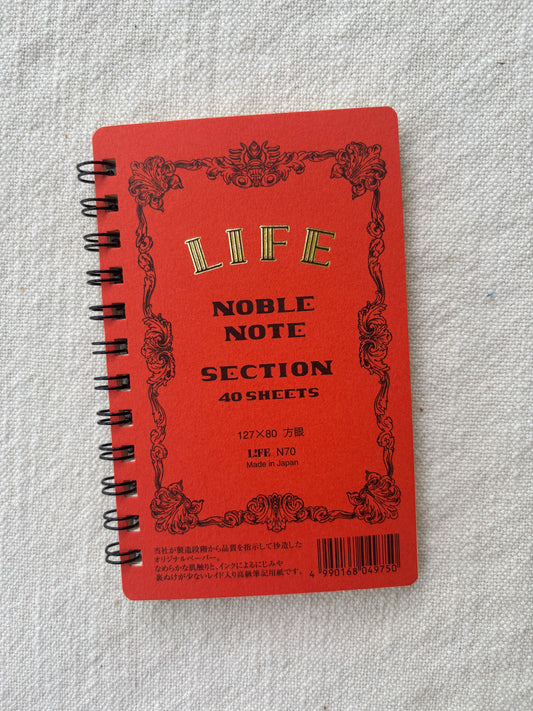 LIFE
NOBLE
NOTE
SECTION
40 SHEETS
127×80 方眼
L!FE N70
Made in Japan
当社が製造段階から品質を指示して抄造した
オリジナルペーパー。
なめらかな肌触りと、インクによるにじみや
裏ぬけが少ないレイド入り高級筆記用紙です。
4 990168 049750